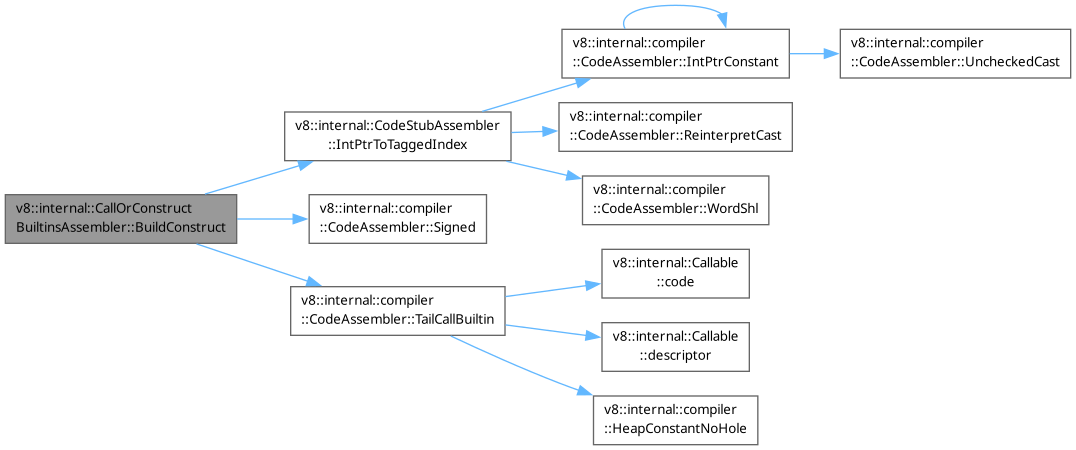 v8::internal::compiler
::CodeAssembler::IntPtrConstant
v8::internal::compiler
::CodeAssembler::UncheckedCast
v8::internal::CodeStubAssembler
::IntPtrToTaggedIndex
v8::internal::compiler
::CodeAssembler::ReinterpretCast
v8::internal::compiler
::CodeAssembler::WordShl
v8::internal::CallOrConstruct
BuiltinsAssembler::BuildConstruct
v8::internal::compiler
::CodeAssembler::Signed
v8::internal::Callable
::code
v8::internal::compiler
::CodeAssembler::TailCallBuiltin
v8::internal::Callable
::descriptor
v8::internal::compiler
::HeapConstantNoHole